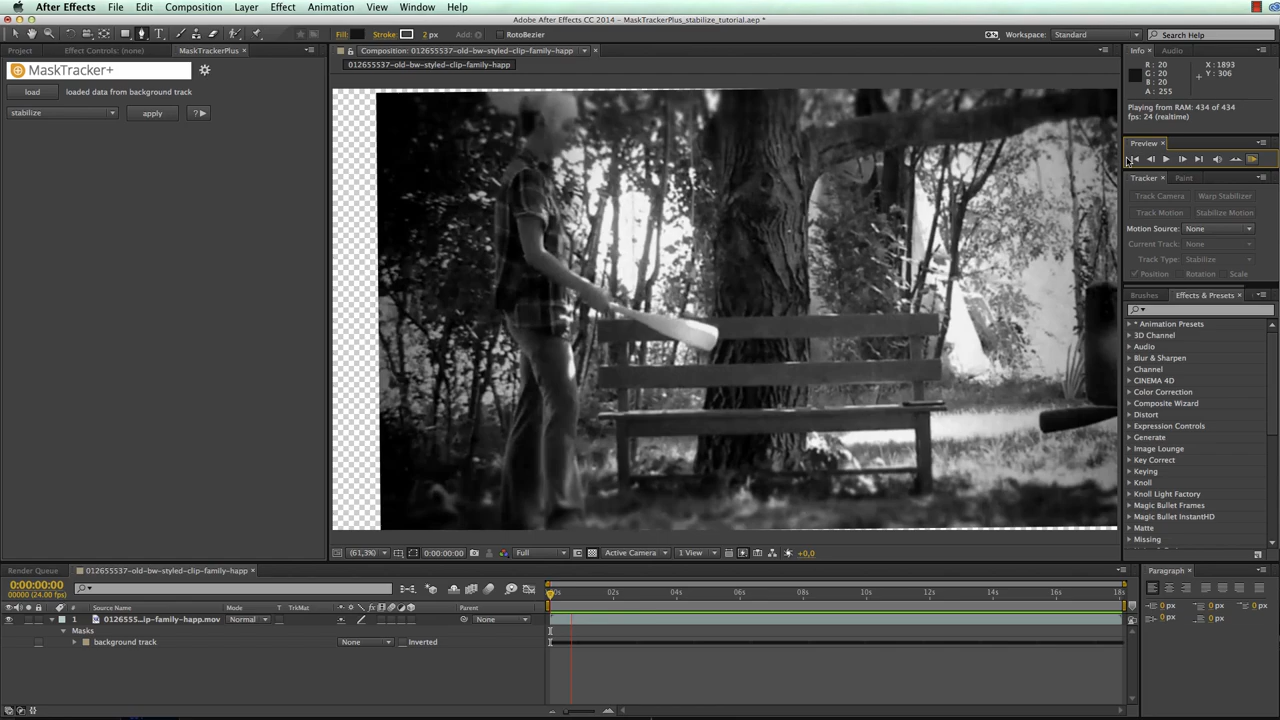 After Effects File Edit Composition Layer Effect Animation View Window Help
Adobe After Effects CC 2014 - MaskTrackerPlus_stabilize_tutorial.aep *
Fill: Stroke: 2 px Add: RotoBezier Workspace: Standard Search Help
Project Effect Controls: (none) MaskTrackerPlus
MaskTracker+
load loaded data from background track
stabilize apply ?
Composition: 012655537-old-bw-styled-clip-family-happ
012655537-old-bw-styled-clip-family-happ
(61,3%) 0:00:00:00 Full Active Camera 1 View +0,0
Info Audio
R : 20 X : 1893
G : 20 Y : 306
B : 20
A : 255
Playing from RAM: 434 of 434
fps: 24 (realtime)
Preview
Tracker Paint
Track Camera Warp Stabilizer
Track Motion Stabilize Motion
Motion Source: None
Current Track: None
Track Type: Stabilize
Position Rotation Scale
Brushes Effects & Presets
* Animation Presets
3D Channel
Audio
Blur & Sharpen
Channel
CINEMA 4D
Color Correction
Composite Wizard
Distort
Expression Controls
Generate
Image Lounge
Key Correct
Keying
Knoll
Knoll Light Factory
Magic Bullet Frames
Magic Bullet InstantHD
Matte
Missing
Render Queue 012655537-old-bw-styled-clip-family-happ
0:00:00:00
00000 (24.00 fps)
# Source Name Mode T TrkMat Parent
1 0126555...ip-family-happ.mov Normal None
Masks
background track None Inverted
02s 04s 06s 08s 10s 12s 14s 16s 18s
Paragraph
0 px 0 px 0 px
0 px 0 px